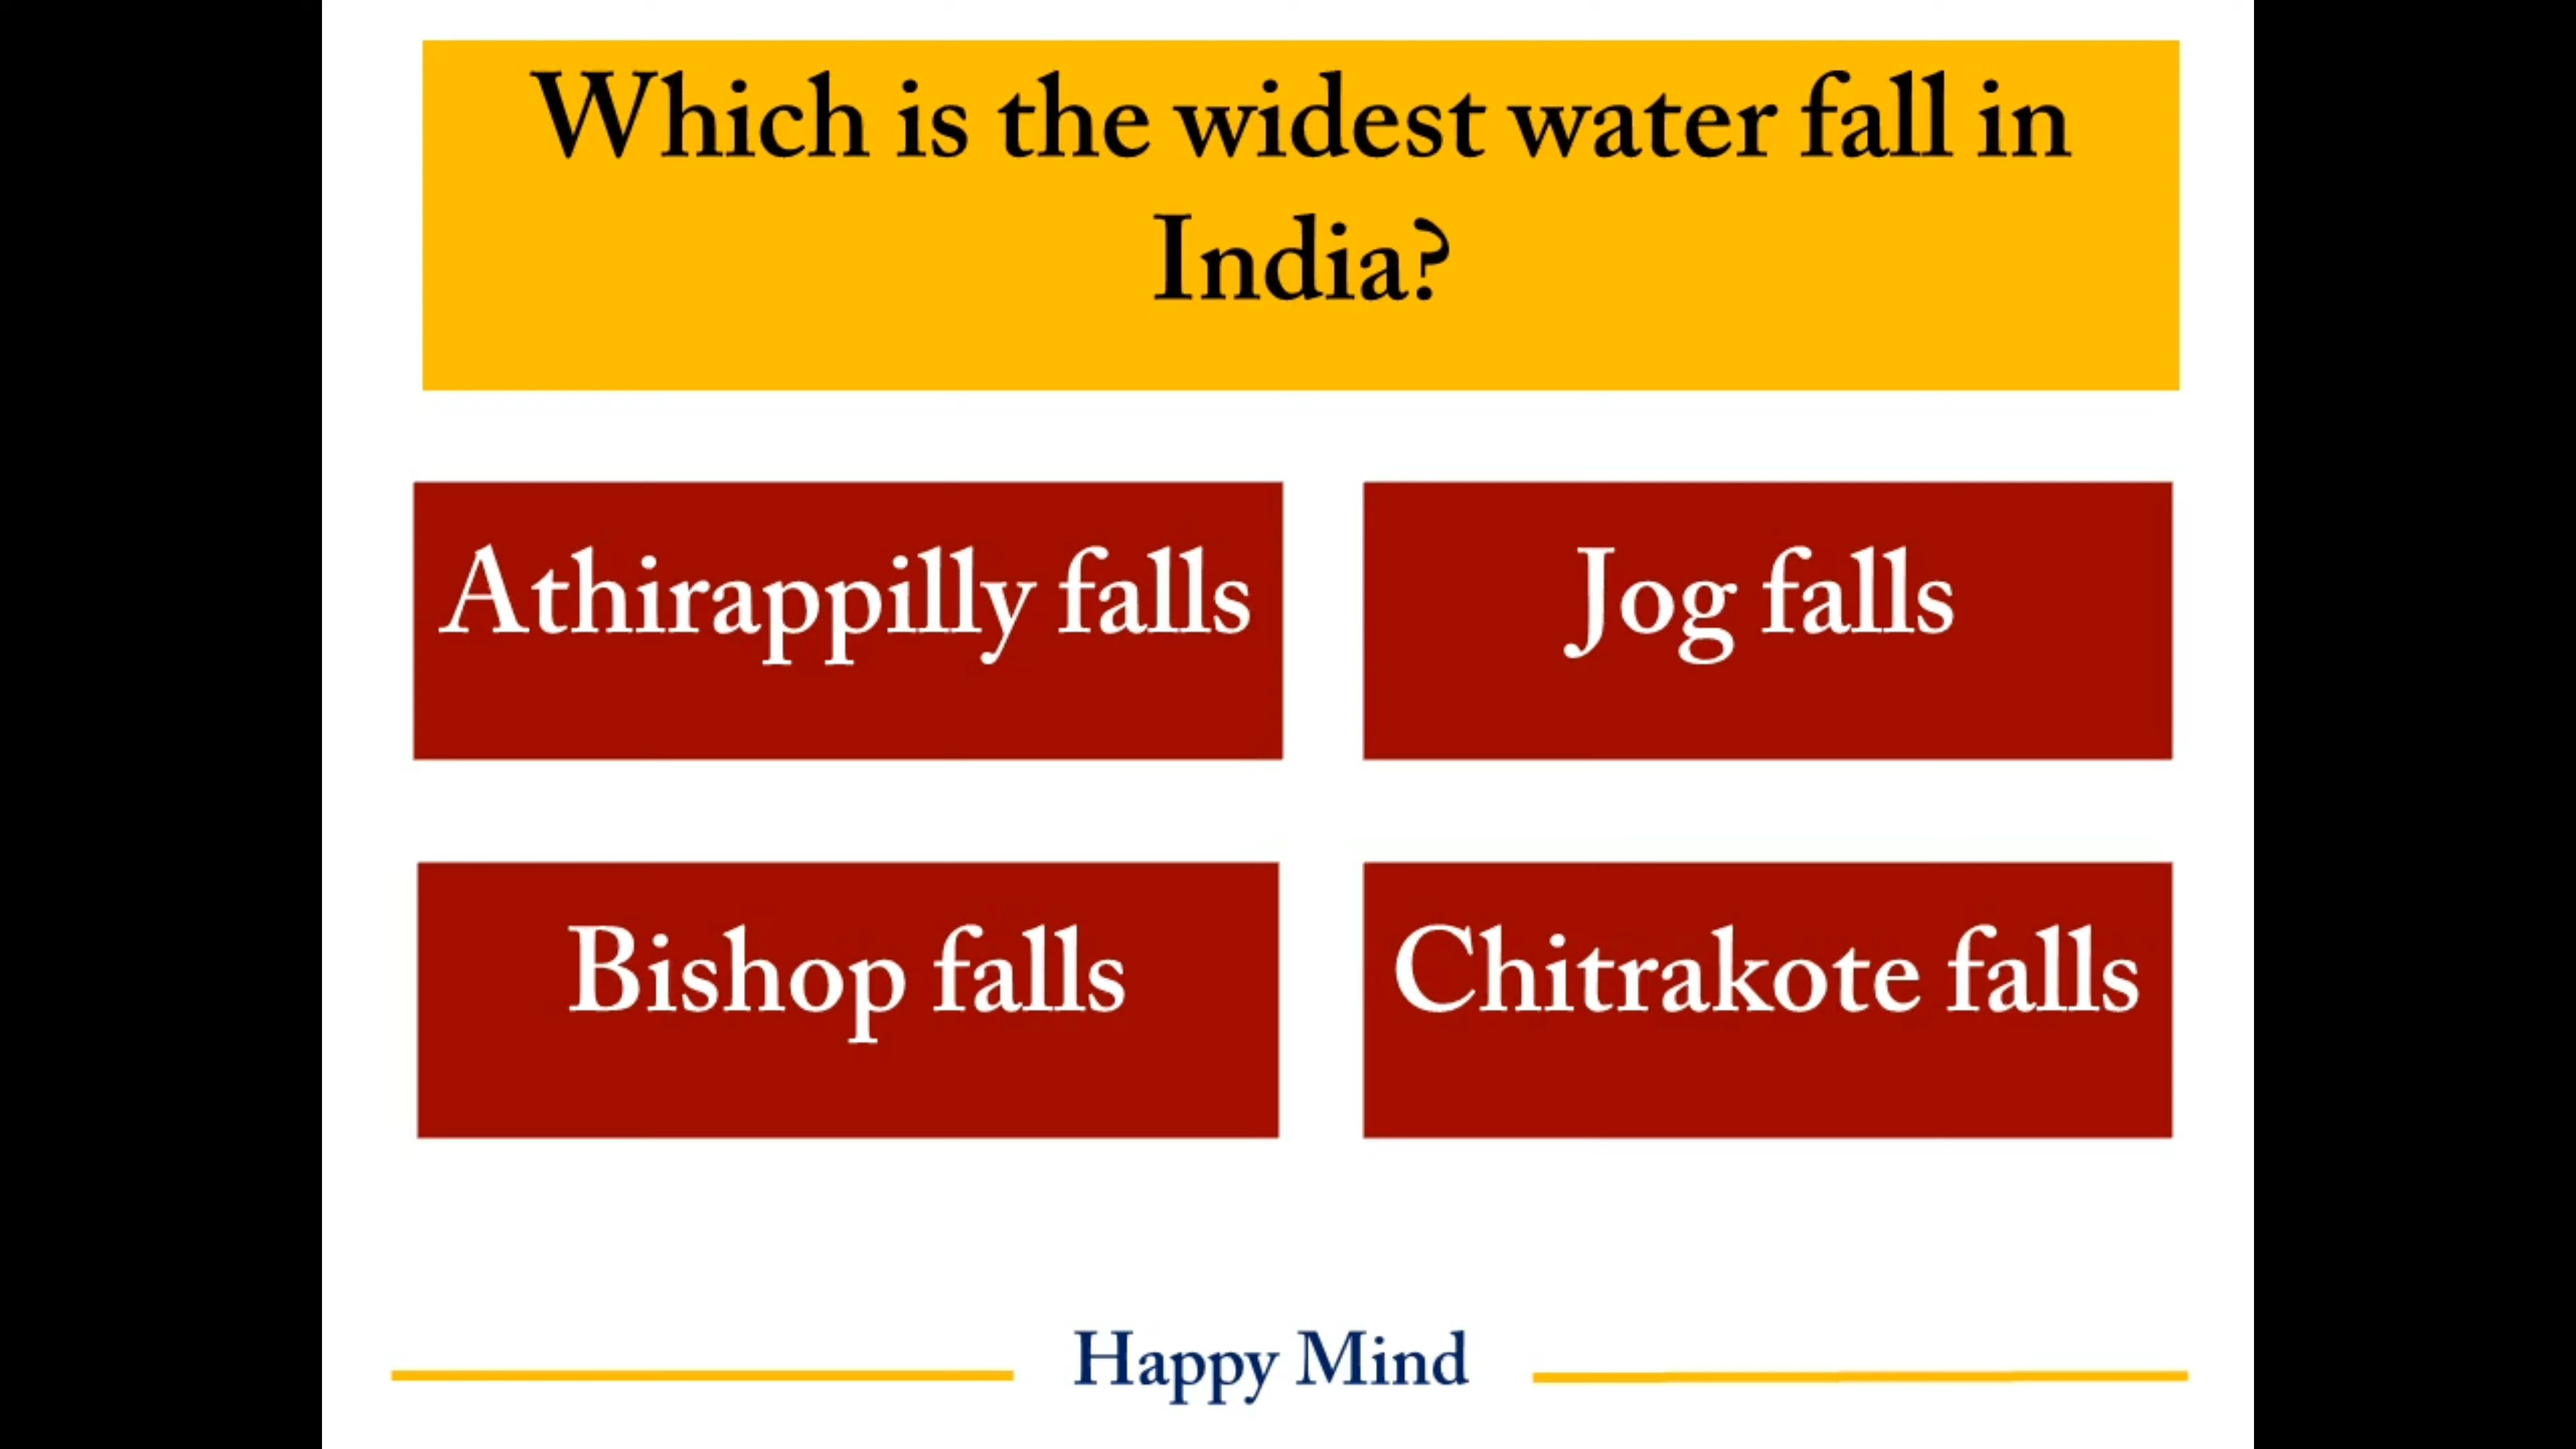 Which is the widest water fall in
India?
Athirappilly falls
Jog falls
Bishop falls
Chitrakote falls
Happy Mind